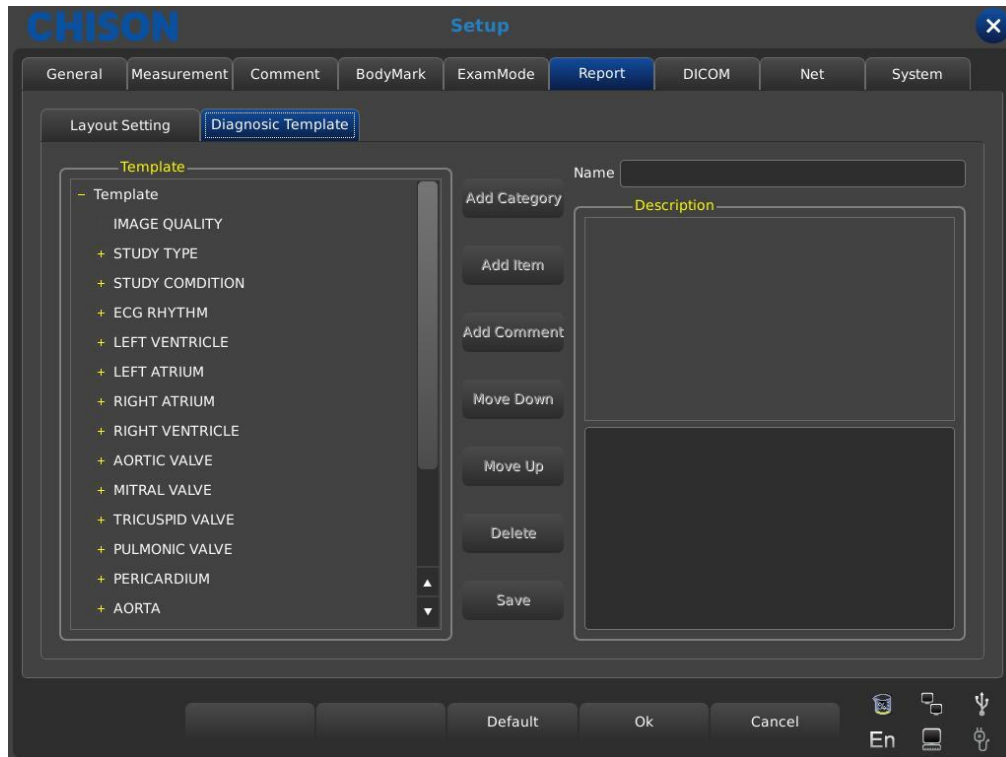 CHISON
Setup
General Measurement Comment BodyMark ExamMode Report DICOM Net System
Layout Setting Diagnosic Template
Template
− Template
IMAGE QUALITY
+ STUDY TYPE
+ STUDY COMDITION
+ ECG RHYTHM
+ LEFT VENTRICLE
+ LEFT ATRIUM
+ RIGHT ATRIUM
+ RIGHT VENTRICLE
+ AORTIC VALVE
+ MITRAL VALVE
+ TRICUSPID VALVE
+ PULMONIC VALVE
+ PERICARDIUM
+ AORTA
Add Category
Add Item
Add Comment
Move Down
Move Up
Delete
Save
Name
Description
Default Ok Cancel
En